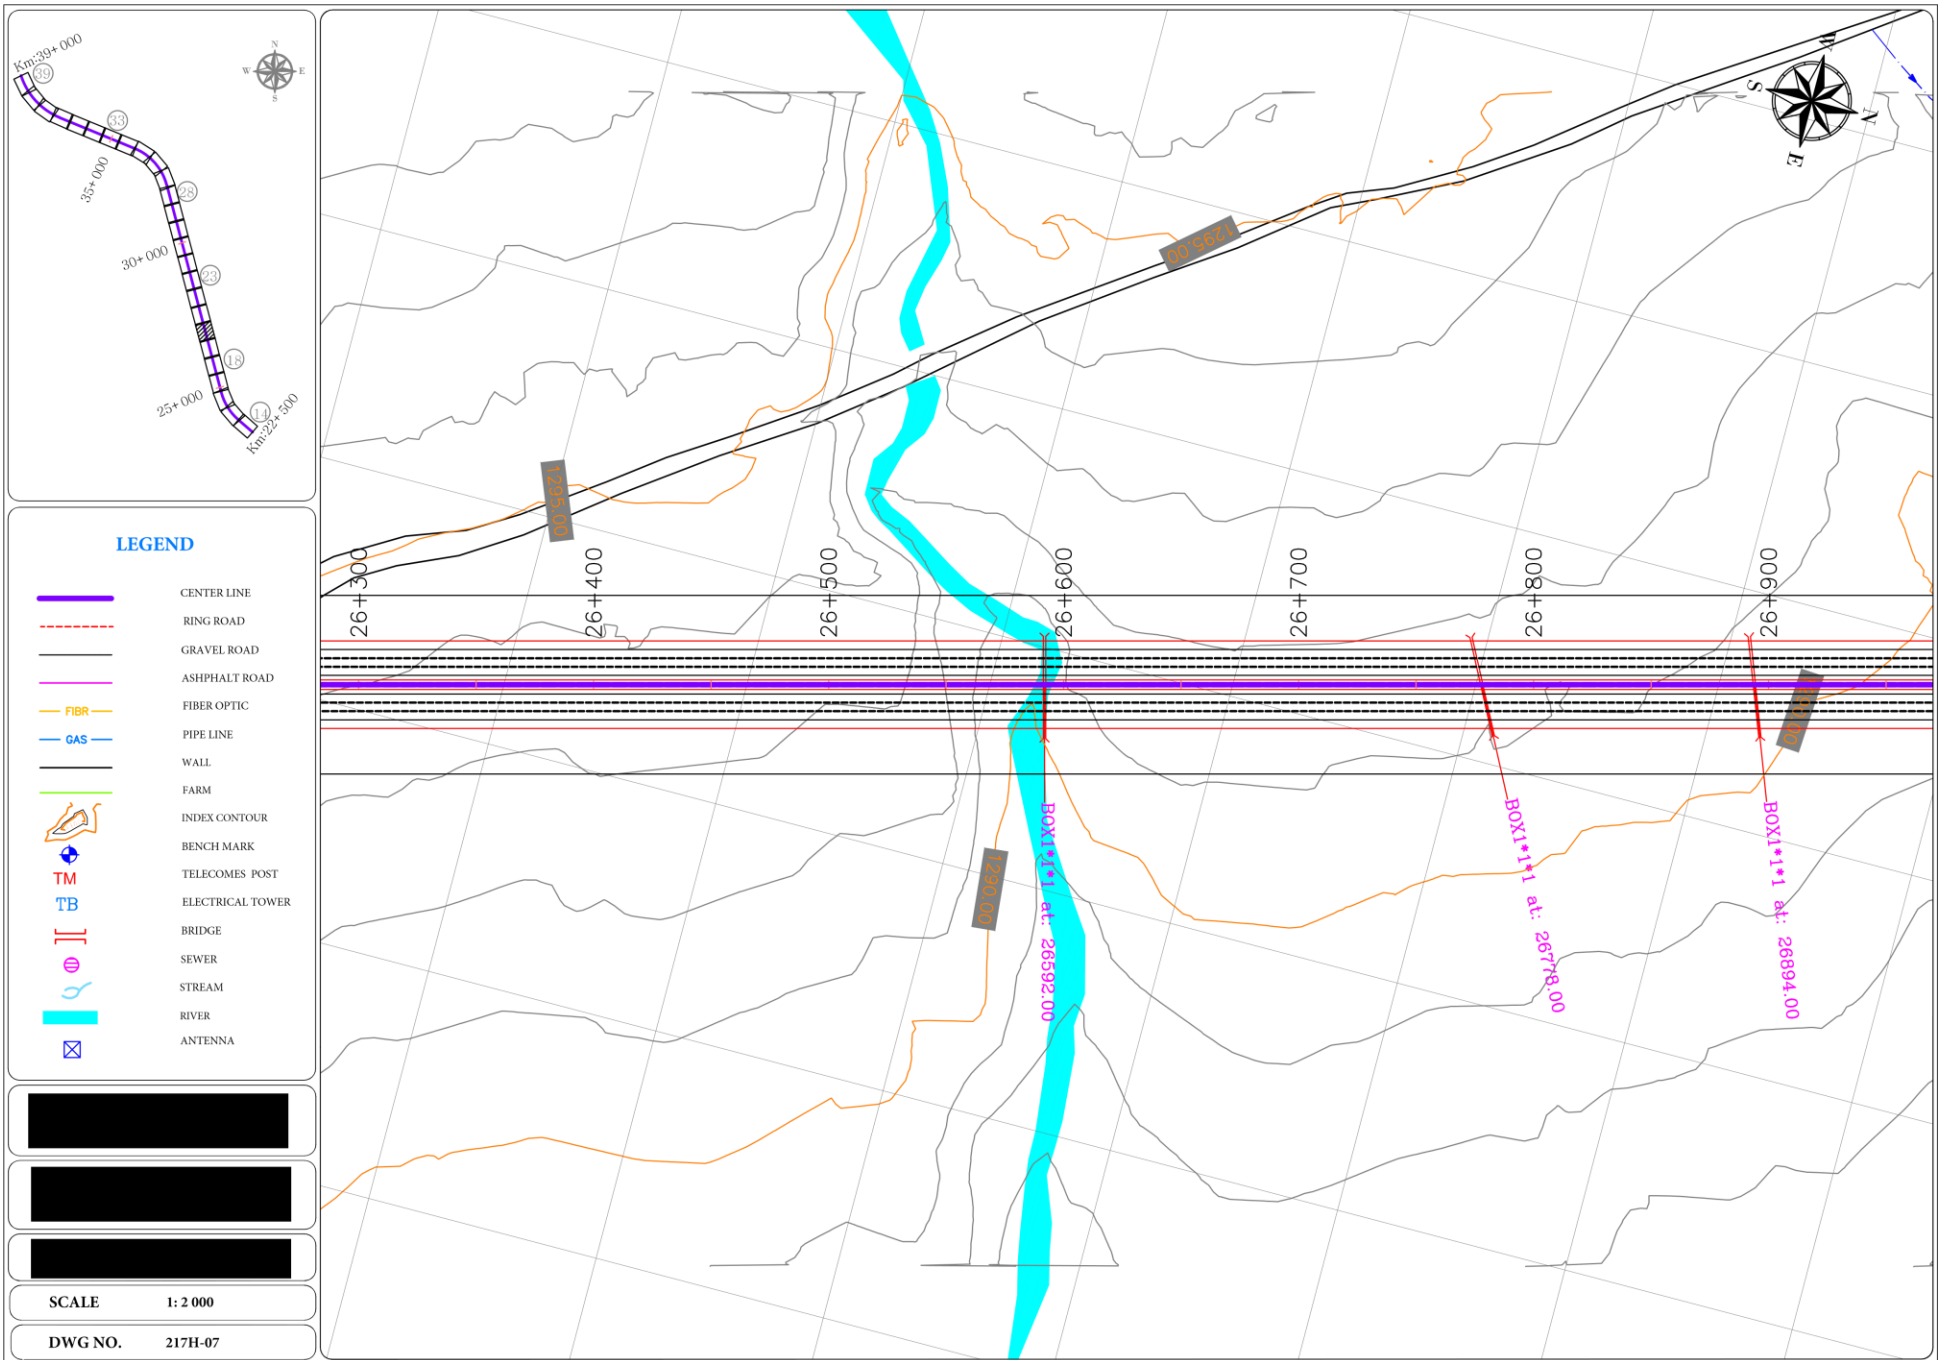 Km:39+000
39
N
W
E
S
33
35+000
28
30+000
23
18
25+000
14
Km:22+500
LEGEND
CENTER LINE
RING ROAD
GRAVEL ROAD
ASHPHALT ROAD
FIBR
FIBER OPTIC
GAS
PIPE LINE
WALL
FARM
INDEX CONTOUR
BENCH MARK
TM
TELECOMES POST
TB
ELECTRICAL TOWER
BRIDGE
SEWER
STREAM
RIVER
ANTENNA
SCALE 1: 2 000
DWG NO. 217H-07
W
S
N
E
1295.00
1295.00
26+300
26+400
26+500
26+600
26+700
26+800
26+900
1290.00
BOX1*1*1 at: 26592.00
BOX1*1*1 at: 26778.00
BOX1*1*1 at: 26894.00